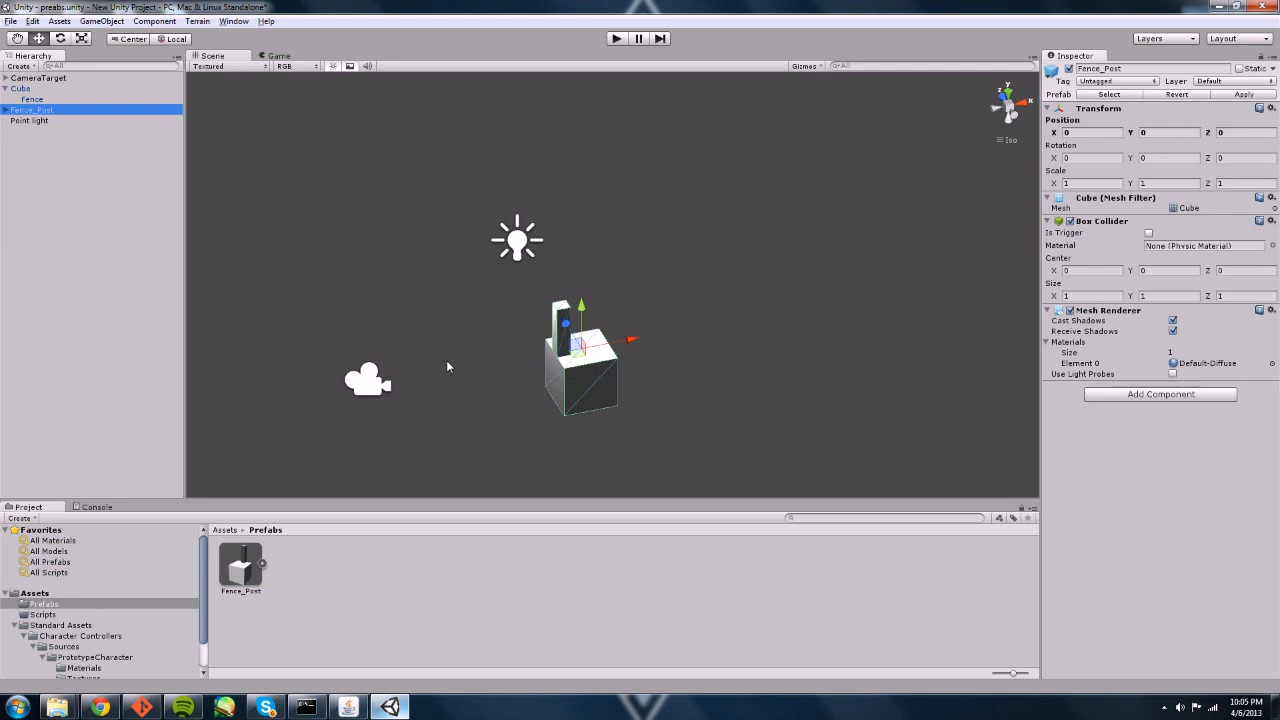 Unity - preabs.unity - New Unity Project - PC, Mac & Linux Standalone*
File Edit Assets GameObject Component Terrain Window Help
Center Local Layers Layout
Hierarchy
Create All
CameraTarget
Cube
Fence
Fence_Post
Point light
Scene Game
Textured RGB Gizmos All
y
z
x
Iso
Inspector
Fence_Post Static
Tag Untagged Layer Default
Prefab Select Revert Apply
Transform
Position
X 0 Y 0 Z 0
Rotation
X 0 Y 0 Z 0
Scale
X 1 Y 1 Z 1
Cube (Mesh Filter)
Mesh Cube
Box Collider
Is Trigger
Material None (Physic Material)
Center
X 0 Y 0 Z 0
Size
X 1 Y 1 Z 1
Mesh Renderer
Cast Shadows
Receive Shadows
Materials
Size 1
Element 0 Default-Diffuse
Use Light Probes
Add Component
Project Console
Create
Favorites
All Materials
All Models
All Prefabs
All Scripts
Assets
Prefabs
Scripts
Standard Assets
Character Controllers
Sources
PrototypeCharacter
Materials
Textures
Assets Prefabs
Fence_Post
10:05 PM
4/6/2013